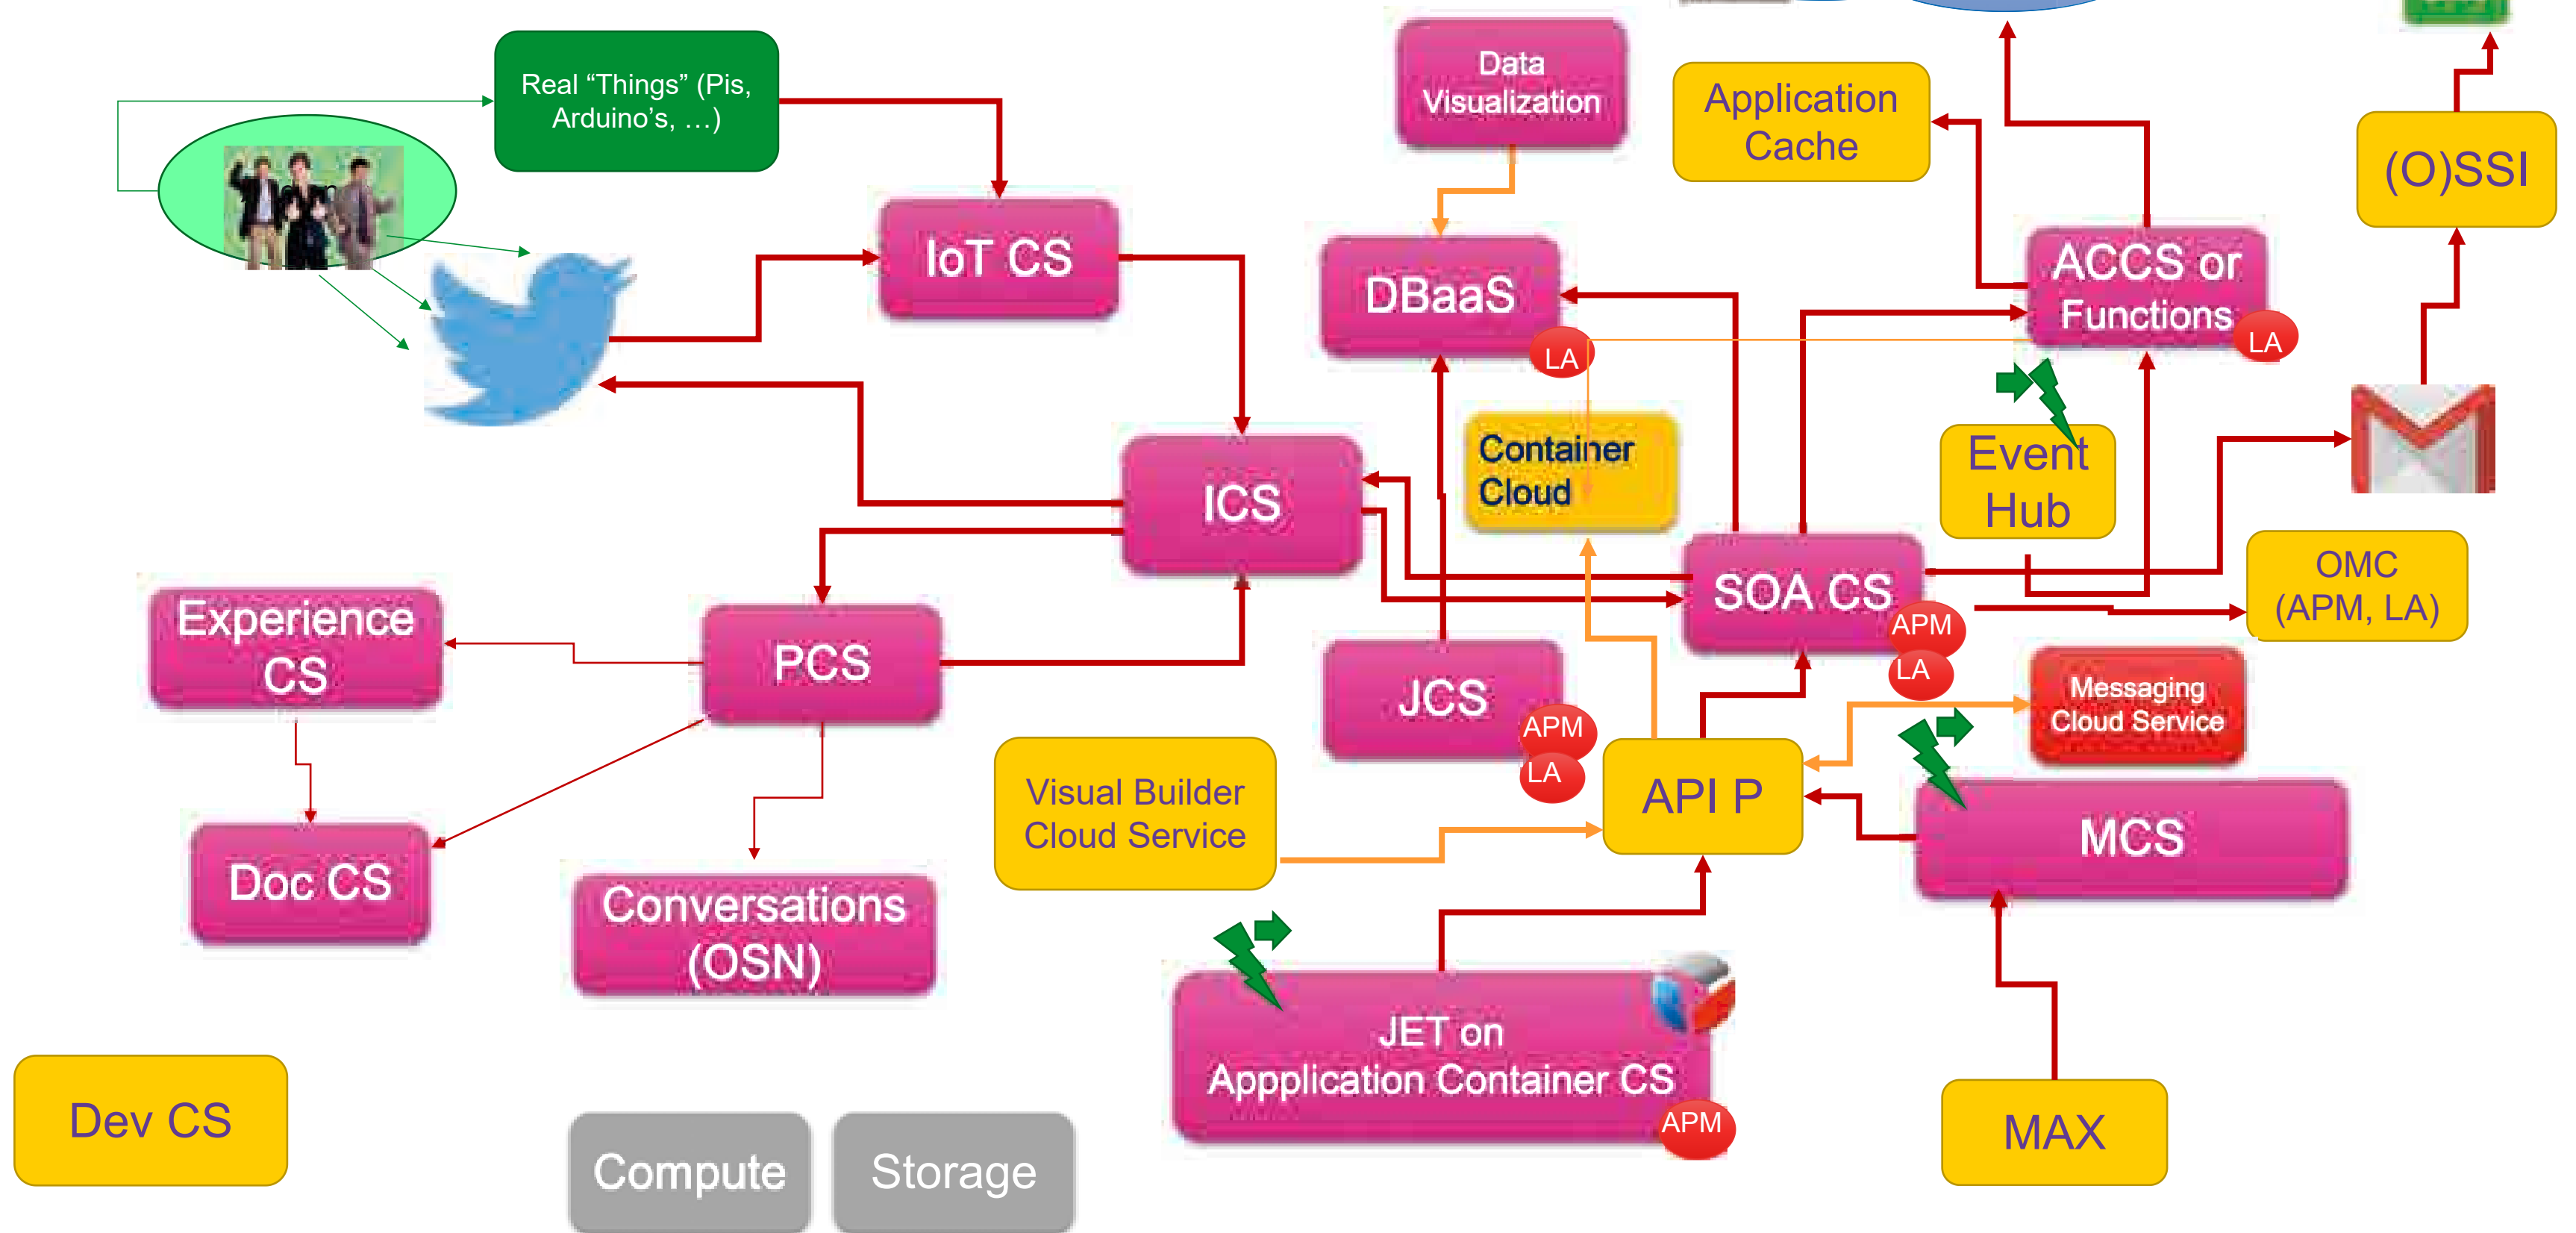 Real “Things” (Pis,
Arduino’s, …)
Data
Visualization
Application
Cache
(O)SSI
IoT CS
DBaaS
LA
ACCS or
Functions
LA
Container
Cloud
Event
Hub
ICS
SOA CS
APM
LA
OMC
(APM, LA)
Experience
CS
PCS
JCS
APM
LA
Messaging
Cloud Service
Visual Builder
Cloud Service
API P
MCS
Doc CS
Conversations
(OSN)
JET on
Appplication Container CS
APM
Dev CS
Compute
Storage
MAX